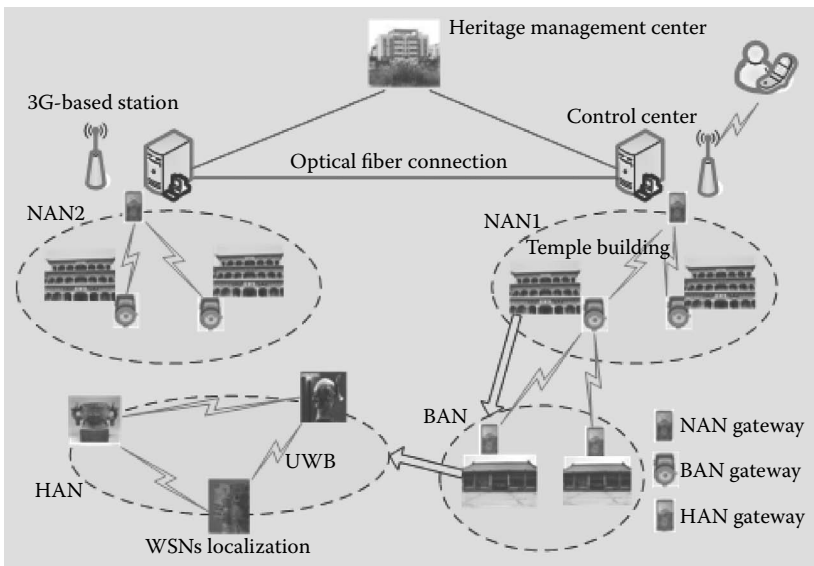 Heritage management center
3G-based station
Control center
Optical fiber connection
NAN2
NAN1
Temple building
BAN
UWB
HAN
WSNs localization
NAN gateway
BAN gateway
HAN gateway